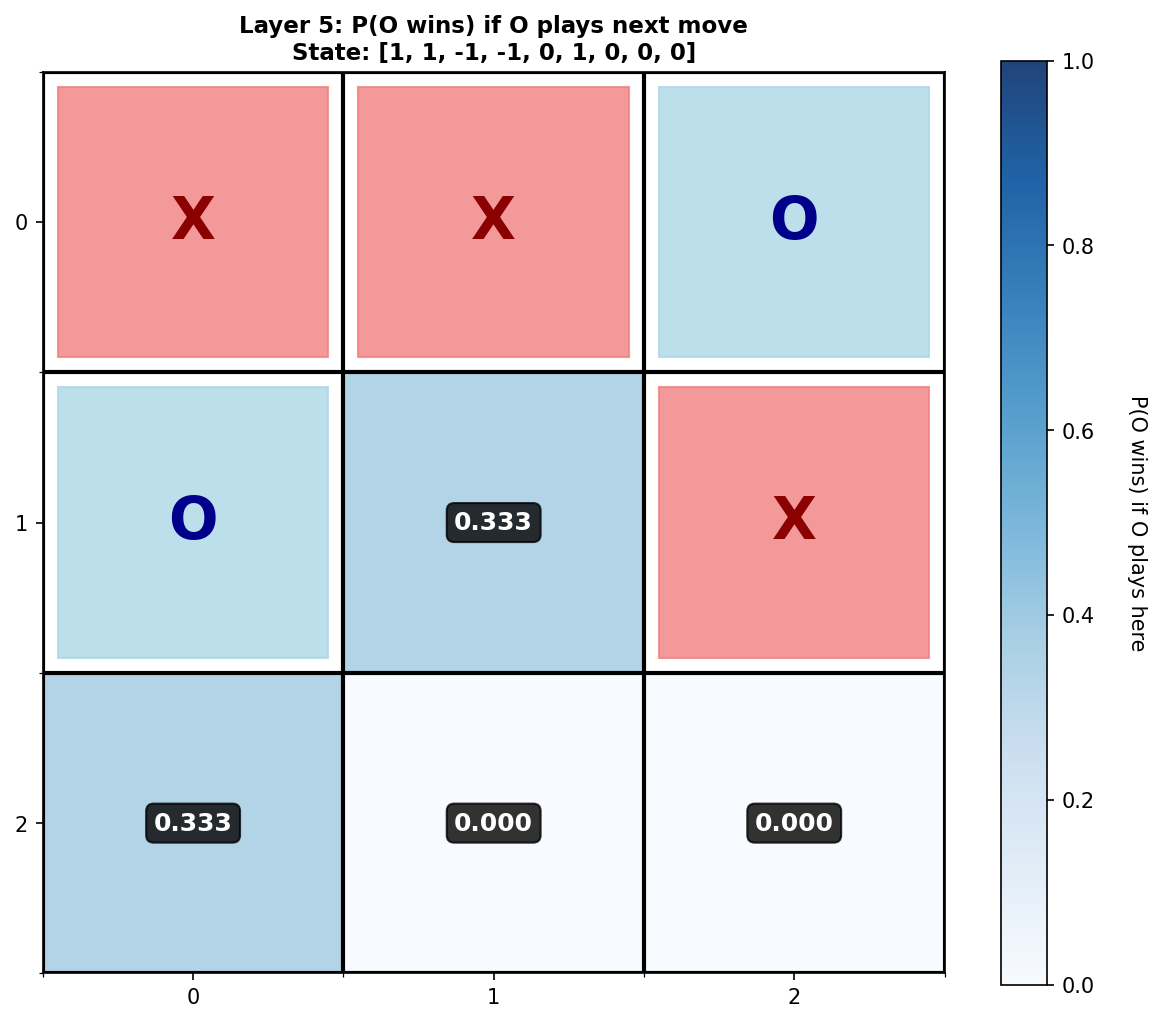 Layer 5: P(O wins) if O plays next move
State: [1, 1, -1, -1, 0, 1, 0, 0, 0]
X X O
O 0.333 X
0.333 0.000 0.000
0
1
2
0 1 2
1.0
0.8
0.6
0.4
0.2
0.0
P(O wins) if O plays here